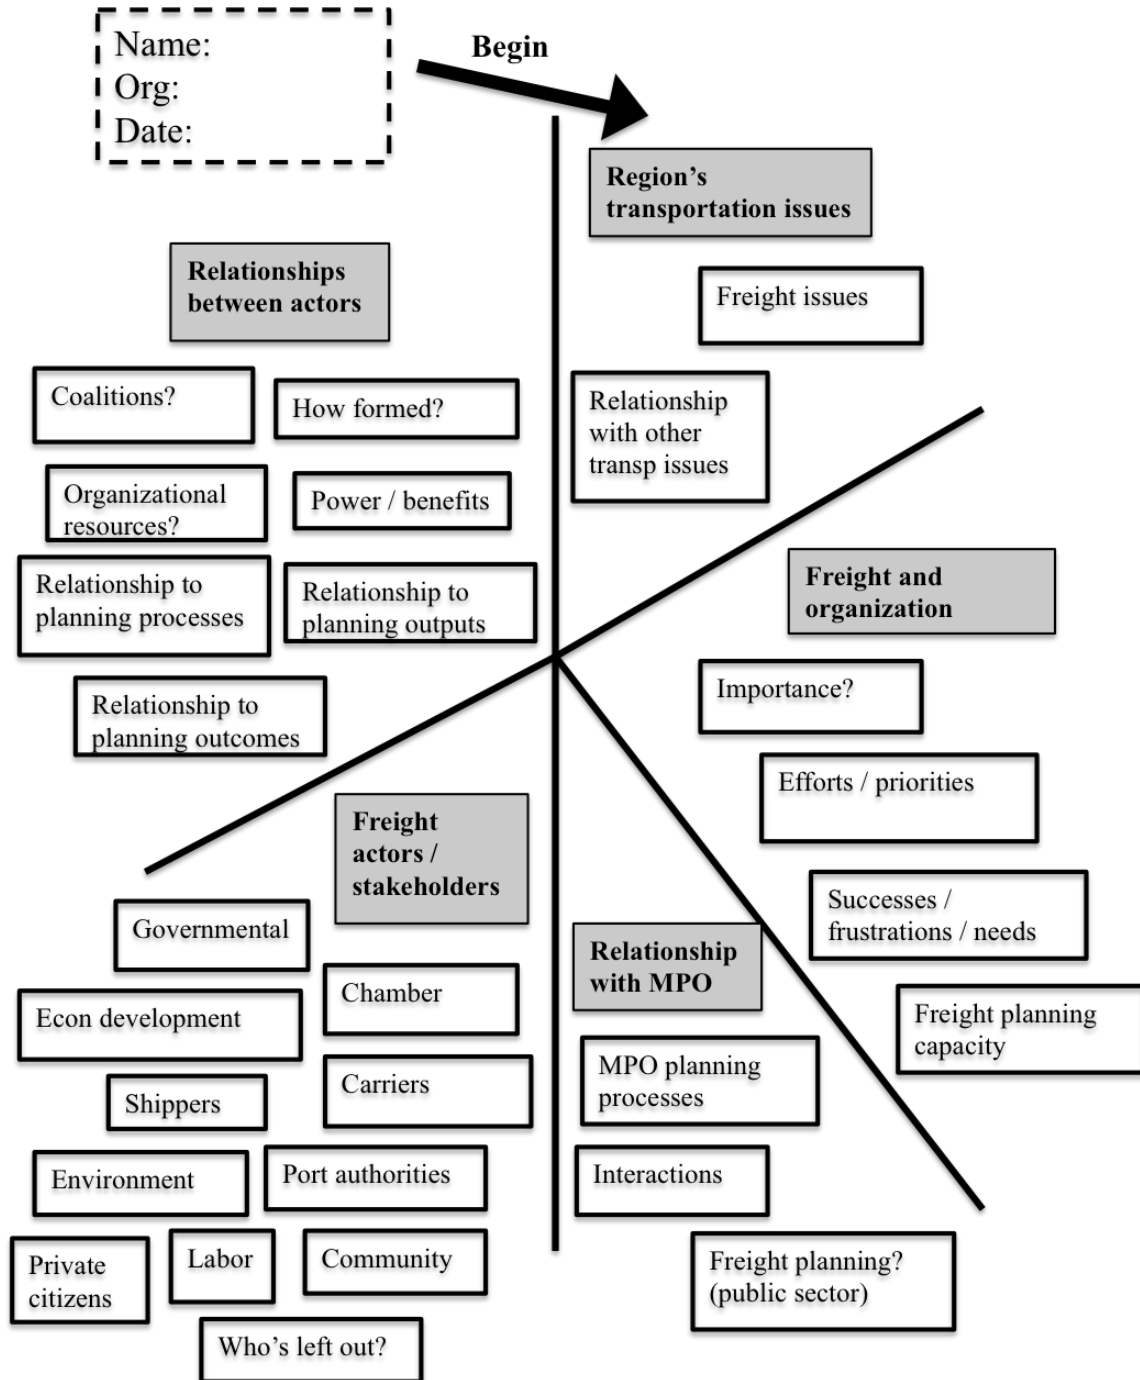 Name:
Org:
Date:
Begin
Region’s
transportation issues
Freight issues
Relationship
with other
transp issues
Freight and
organization
Importance?
Efforts / priorities
Successes /
frustrations / needs
Freight planning
capacity
Relationship
with MPO
MPO planning
processes
Interactions
Freight planning?
(public sector)
Freight
actors /
stakeholders
Governmental
Chamber
Econ development
Carriers
Shippers
Environment
Port authorities
Private
citizens
Labor
Community
Who’s left out?
Relationships
between actors
Coalitions?
How formed?
Organizational
resources?
Power / benefits
Relationship to
planning processes
Relationship to
planning outputs
Relationship to
planning outcomes